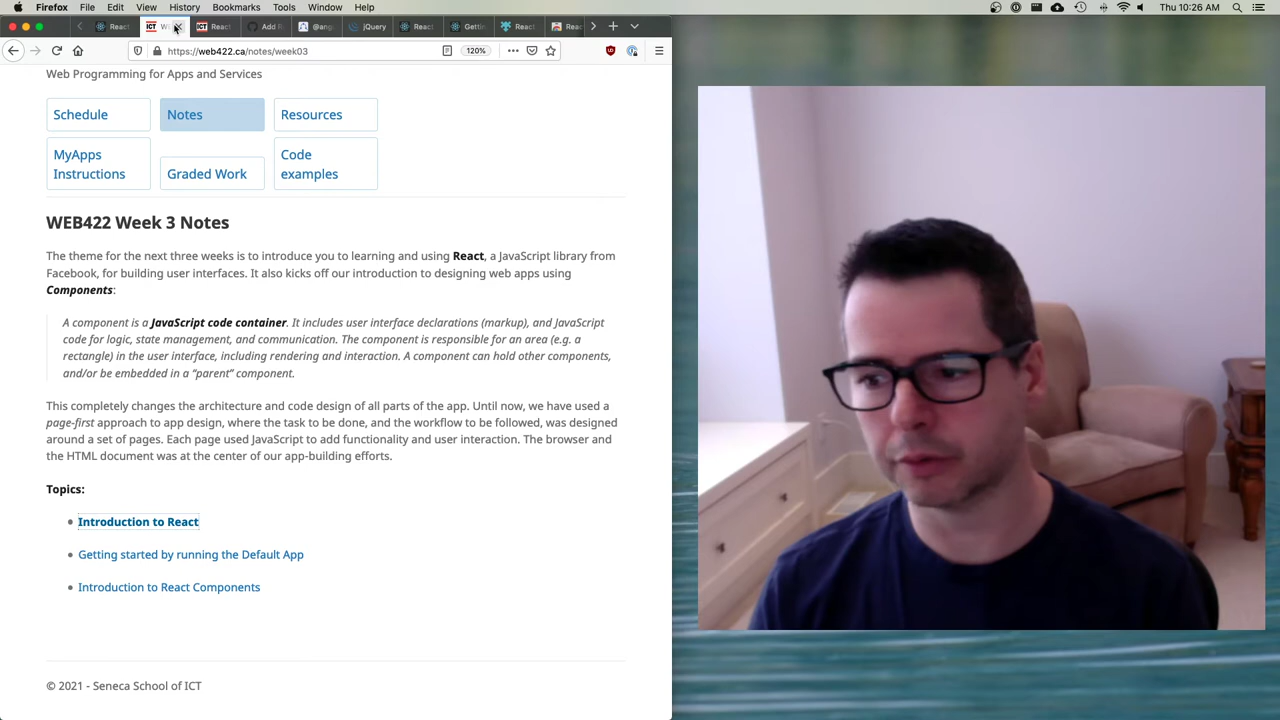 Firefox File Edit View History Bookmarks Tools Window Help
Thu 10:26 AM
React
ICT
ICT React
Add R
@ang
jQuery
React
Gettin
React
Reac
https://web422.ca/notes/week03
120%
Web Programming for Apps and Services
Schedule
Notes
Resources
MyApps
Instructions
Graded Work
Code
examples
WEB422 Week 3 Notes
The theme for the next three weeks is to introduce you to learning and using React, a JavaScript library from
Facebook, for building user interfaces. It also kicks off our introduction to designing web apps using
Components:
A component is a JavaScript code container. It includes user interface declarations (markup), and JavaScript
code for logic, state management, and communication. The component is responsible for an area (e.g. a
rectangle) in the user interface, including rendering and interaction. A component can hold other components,
and/or be embedded in a “parent” component.
This completely changes the architecture and code design of all parts of the app. Until now, we have used a
page-first approach to app design, where the task to be done, and the workflow to be followed, was designed
around a set of pages. Each page used JavaScript to add functionality and user interaction. The browser and
the HTML document was at the center of our app-building efforts.
Topics:
Introduction to React
Getting started by running the Default App
Introduction to React Components
© 2021 - Seneca School of ICT